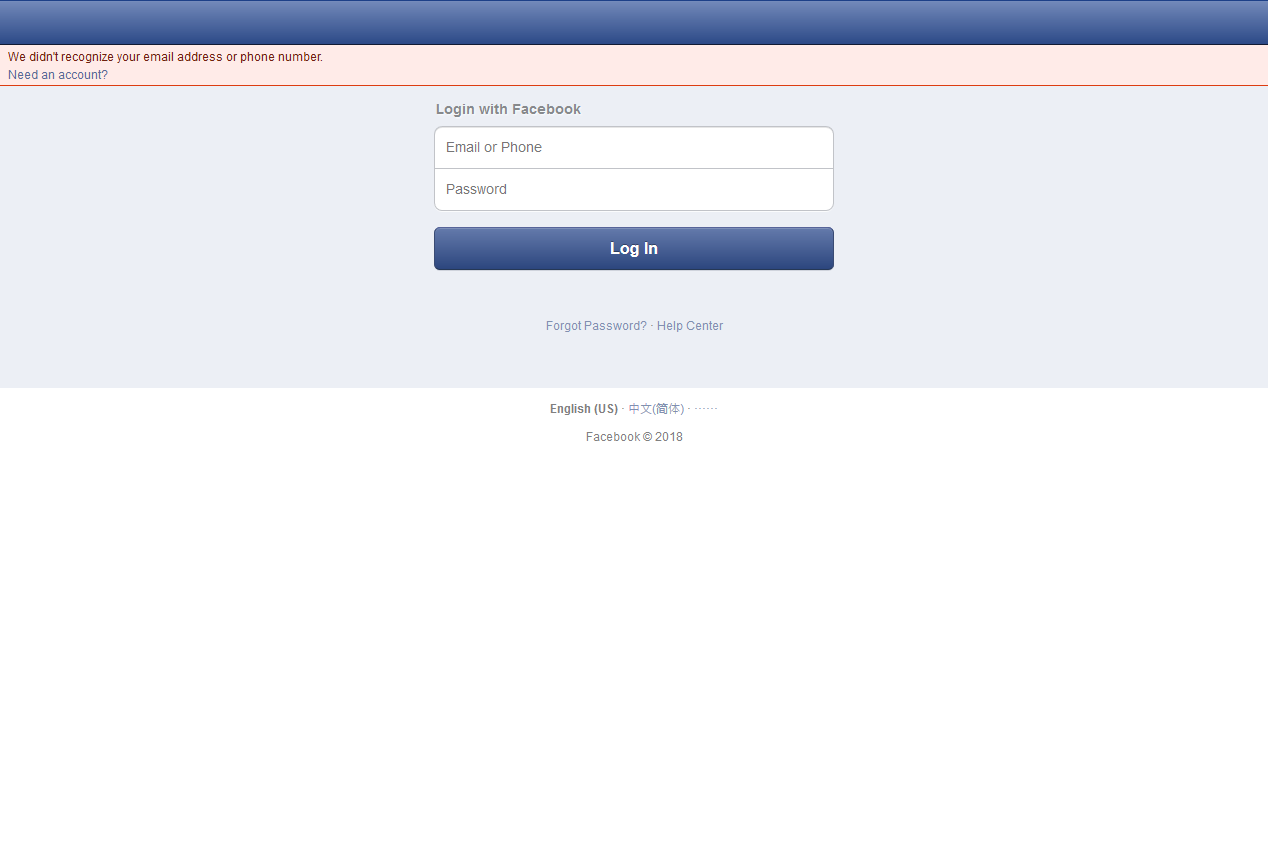 We didn't recognize your email address or phone number.
Need an account?
Login with Facebook
Email or Phone
Password
Log In
Forgot Password? · Help Center
English (US) · 中文(简体) · ⋯⋯
Facebook © 2018